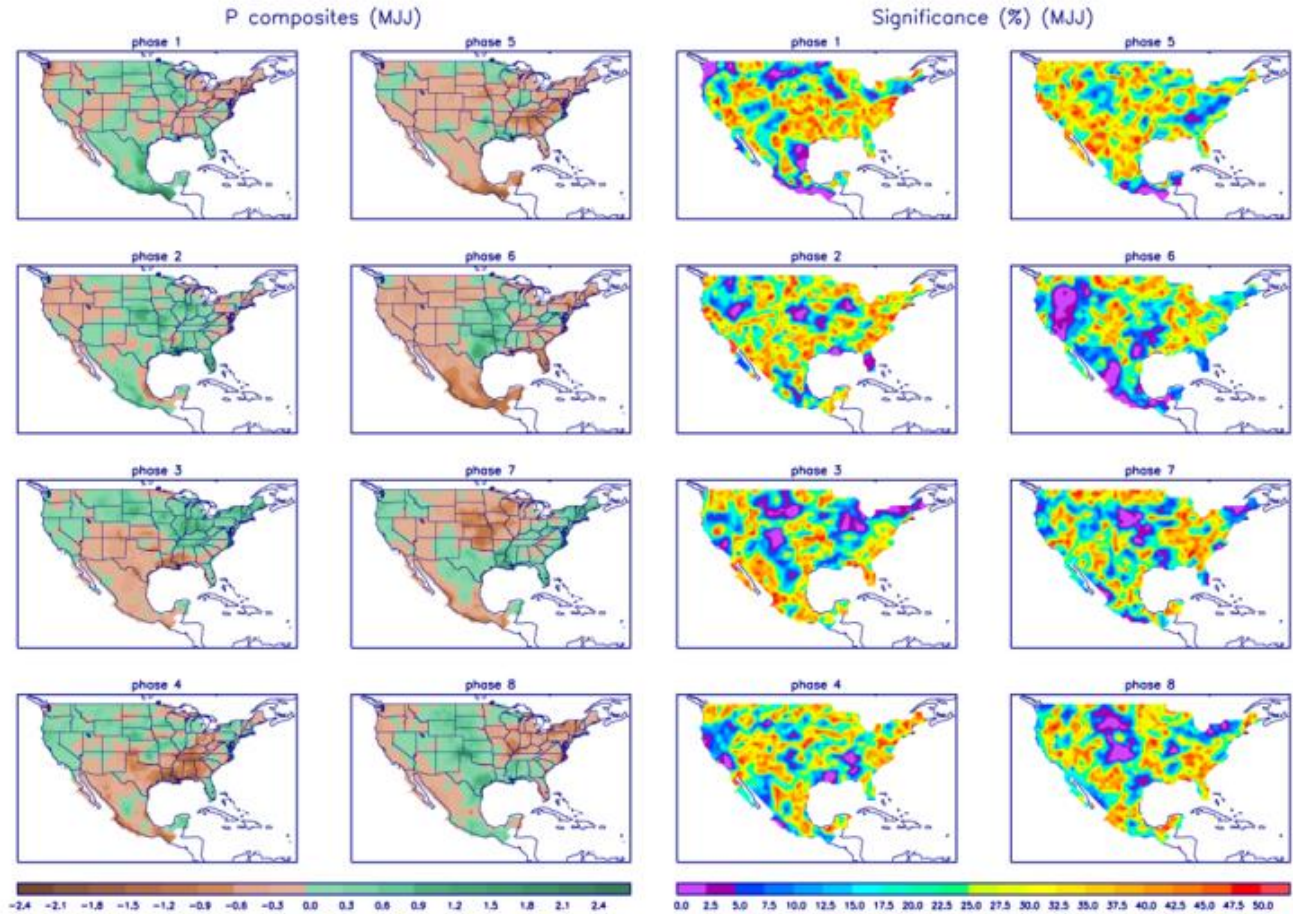 P composites (MJJ)
Significance (%) (MJJ)
phase 1
phase 5
phase 1
phase 5
phase 2
phase 6
phase 2
phase 6
phase 3
phase 7
phase 3
phase 7
phase 4
phase 8
phase 4
phase 8
-2.4 -2.1 -1.8 -1.5 -1.2 -0.9 -0.6 -0.3 0.0 0.3 0.6 0.9 1.2 1.5 1.8 2.1 2.4
0.0 2.5 5.0 7.5 10.0 12.5 15.0 17.5 20.0 22.5 25.0 27.5 30.0 32.5 35.0 37.5 40.0 42.5 45.0 47.5 50.0